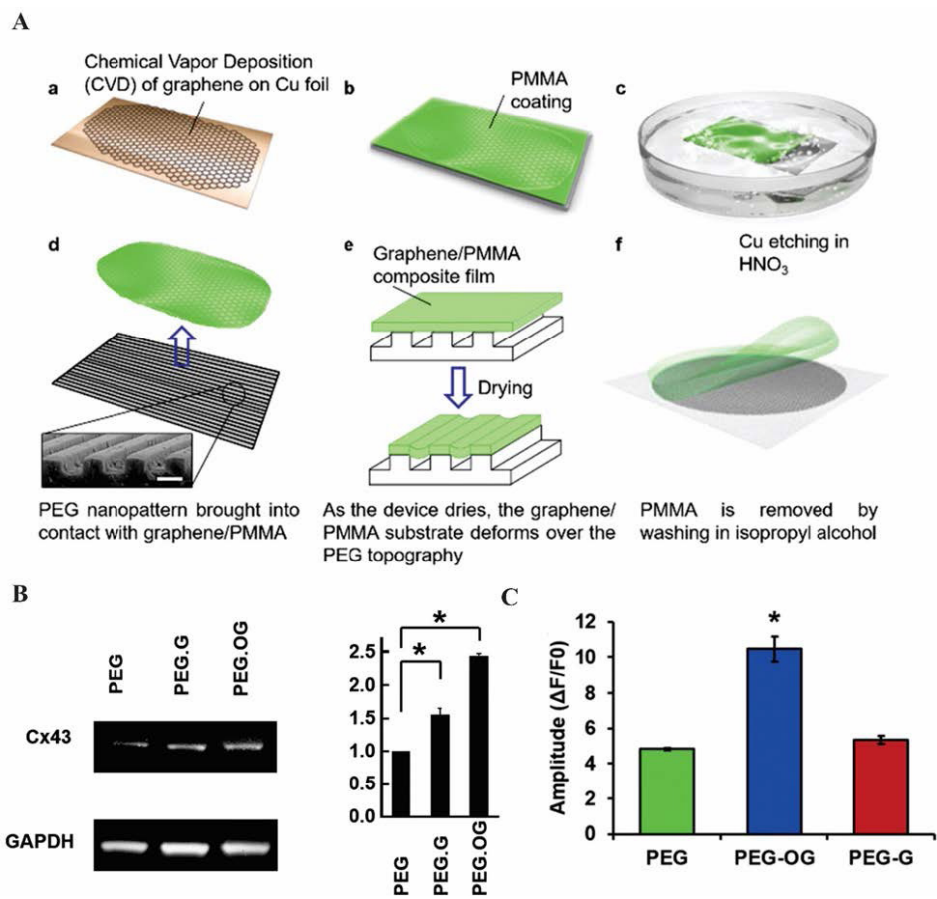 A
a
Chemical Vapor Deposition
(CVD) of graphene on Cu foil
b
PMMA
coating
c
Cu etching in
HNO3
d
PEG nanopattern brought into
contact with graphene/PMMA
e
Graphene/PMMA
composite film
Drying
As the device dries, the graphene/
PMMA substrate deforms over the
PEG topography
f
PMMA is removed by
washing in isopropyl alcohol
B
PEG
PEG.G
PEG.OG
Cx43
GAPDH
*
*
2.5
2.0
1.5
1.0
0.5
0.0
PEG
PEG.G
PEG.OG
C
Amplitude (ΔF/F0)
12
10
8
6
4
2
0
*
PEG
PEG-OG
PEG-G